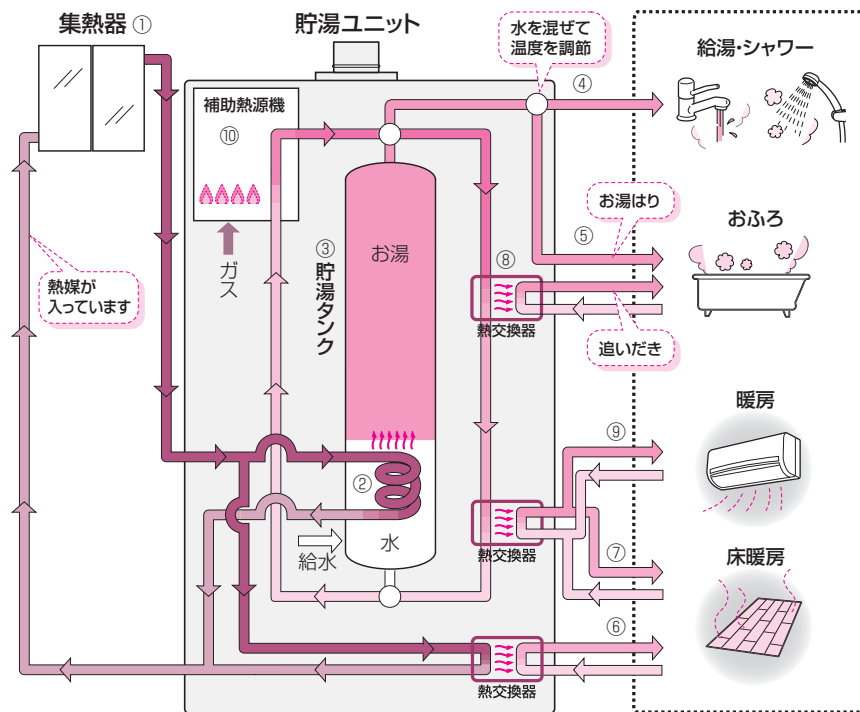 集熱器 ①
貯湯ユニット
水を混ぜて
温度を調節
給湯・シャワー
④
補助熱源機
⑩
ガス
③貯湯タンク
お湯
⑧
熱交換器
お湯はり
⑤
おふろ
追いだき
熱媒が
入っています
暖房
⑨
②
水
給水
熱交換器
⑦
床暖房
⑥
熱交換器